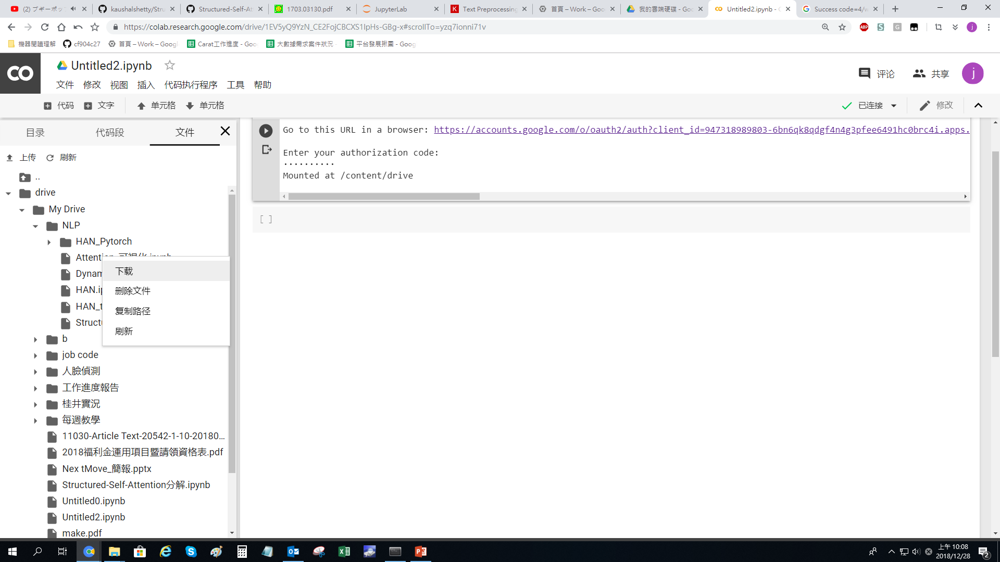 (2) ブギーポッ
kaushalshetty/Stru
Structured-Self-At
1703.03130.pdf
JupyterLab
Text Preprocessing
首頁 – Work – Goo
我的雲端硬碟 - Goo
Untitled2.ipynb - C
Success code=4/w
https://colab.research.google.com/drive/1EV5yQ9YzN_CE2FojCBCXS1IpHs-GBg-x#scrollTo=yzq7ionni71v
ABP
S
G
j
機器閱讀理解
cf904c27
首頁 – Work – Googl
Carat工作進度 - Goo
大數據需求案件狀況
平台發展揪團 - Goog
CO
Untitled2.ipynb
评论
共享
j
文件 修改 视图 插入 代码执行程序 工具 帮助
代码
文字
单元格
单元格
已连接
修改
目录
代码段
文件
上传
刷新
..
drive
My Drive
NLP
HAN_Pytorch
Attention
Dynam
HAN.ip
HAN_t
Struct
下载
删除文件
复制路径
刷新
b
job code
人臉偵測
工作進度報告
桂井實況
每週教學
11030-Article Text-20542-1-10-20180...
2018福利金運用項目暨請領資格表.pdf
Nex tMove_簡報.pptx
Structured-Self-Attention分解.ipynb
Untitled0.ipynb
Untitled2.ipynb
make.pdf
Go to this URL in a browser: https://accounts.google.com/o/oauth2/auth?client_id=947318989803-6bn6qk8qdgf4n4g3pfee6491hc0brc4i.apps.
Enter your authorization code:
··········
Mounted at /content/drive
[ ]
上午 10:08
2018/12/28
2